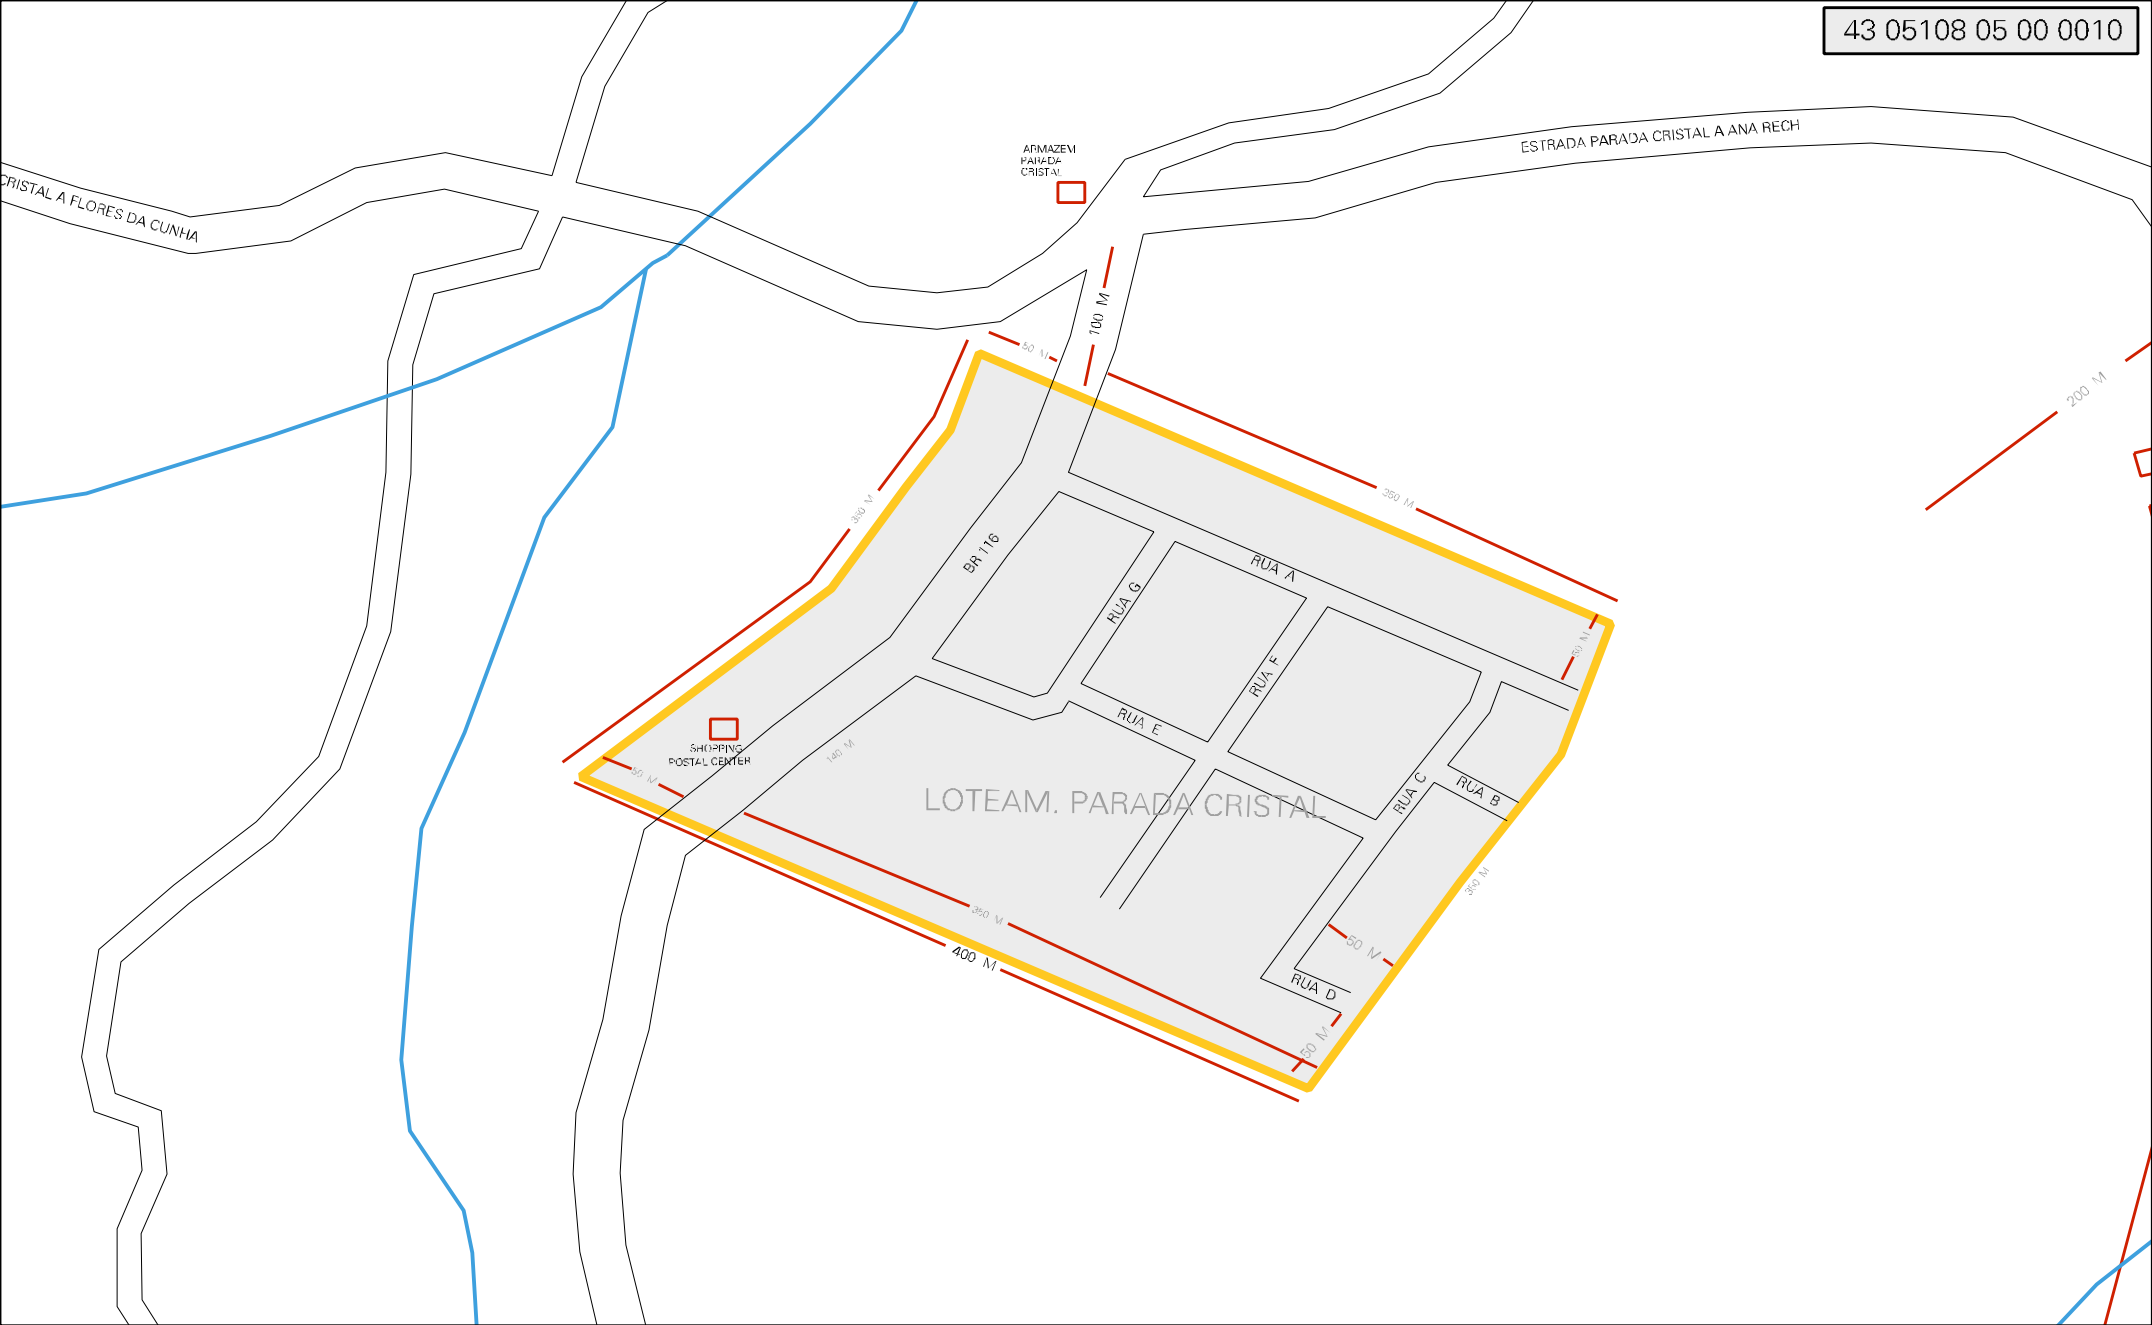 43 05108 05 00 0010
ESTRADA PARADA CRISTAL A ANA RECH
ARMAZEM
PARADA
CRISTAL
CRISTAL A FLORES DA CUNHA
100 M
50 M
200 M
350 M
350 M
BR 116
RUA A
RUA G
50 M
RUA F
RUA E
SHOPPING
POSTAL CENTER
140 M
50 M
RUA C
RUA B
LOTEAM. PARADA CRISTAL
350 M
350 M
50 M
400 M
RUA D
50 M